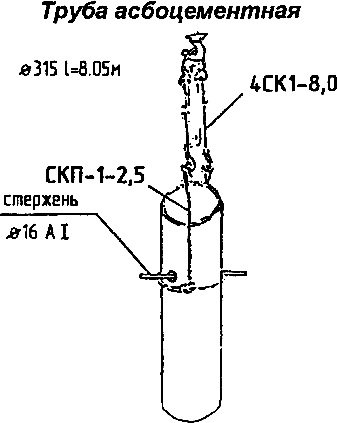 Труба асбоцементная
⌀315 l=8.05м
4СК1-8,0
СКП-1-2,5
стержень
⌀16 А I